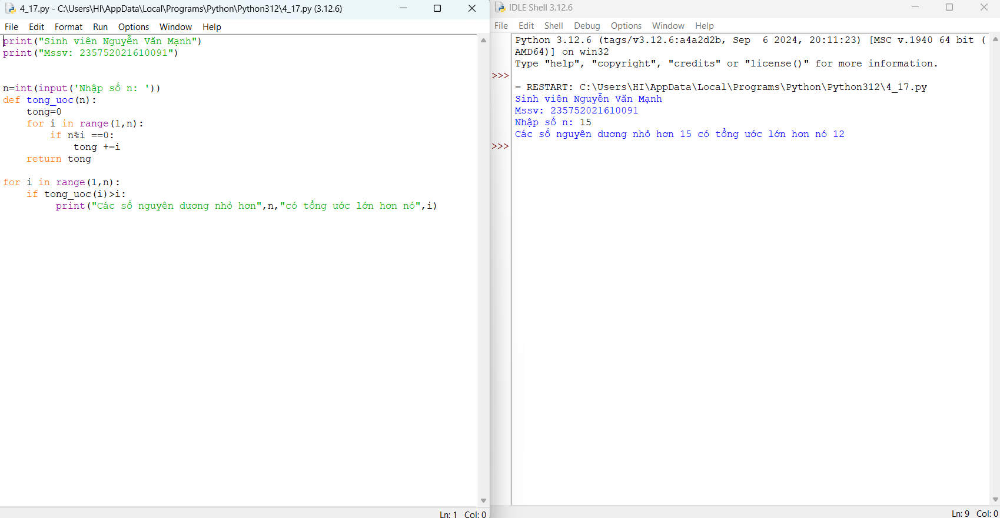 4_17.py - C:\Users\HI\AppData\Local\Programs\Python\Python312\4_17.py (3.12.6)
File Edit Format Run Options Window Help
print("Sinh viên Nguyễn Văn Mạnh")
print("Mssv: 235752021610091")
n=int(input('Nhập số n: '))
def tong_uoc(n):
    tong=0
    for i in range(1,n):
        if n%i ==0:
            tong +=i
    return tong
for i in range(1,n):
    if tong_uoc(i)>i:
         print("Các số nguyên dương nhỏ hơn",n,"có tổng ước lớn hơn nó",i)
Ln: 1 Col: 0
IDLE Shell 3.12.6
File Edit Shell Debug Options Window Help
Python 3.12.6 (tags/v3.12.6:a4a2d2b, Sep  6 2024, 20:11:23) [MSC v.1940 64 bit (
AMD64)] on win32
Type "help", "copyright", "credits" or "license()" for more information.
>>>
= RESTART: C:\Users\HI\AppData\Local\Programs\Python\Python312\4_17.py
Sinh viên Nguyễn Văn Mạnh
Mssv: 235752021610091
Nhập số n: 15
Các số nguyên dương nhỏ hơn 15 có tổng ước lớn hơn nó 12
>>>
Ln: 9 Col: 0